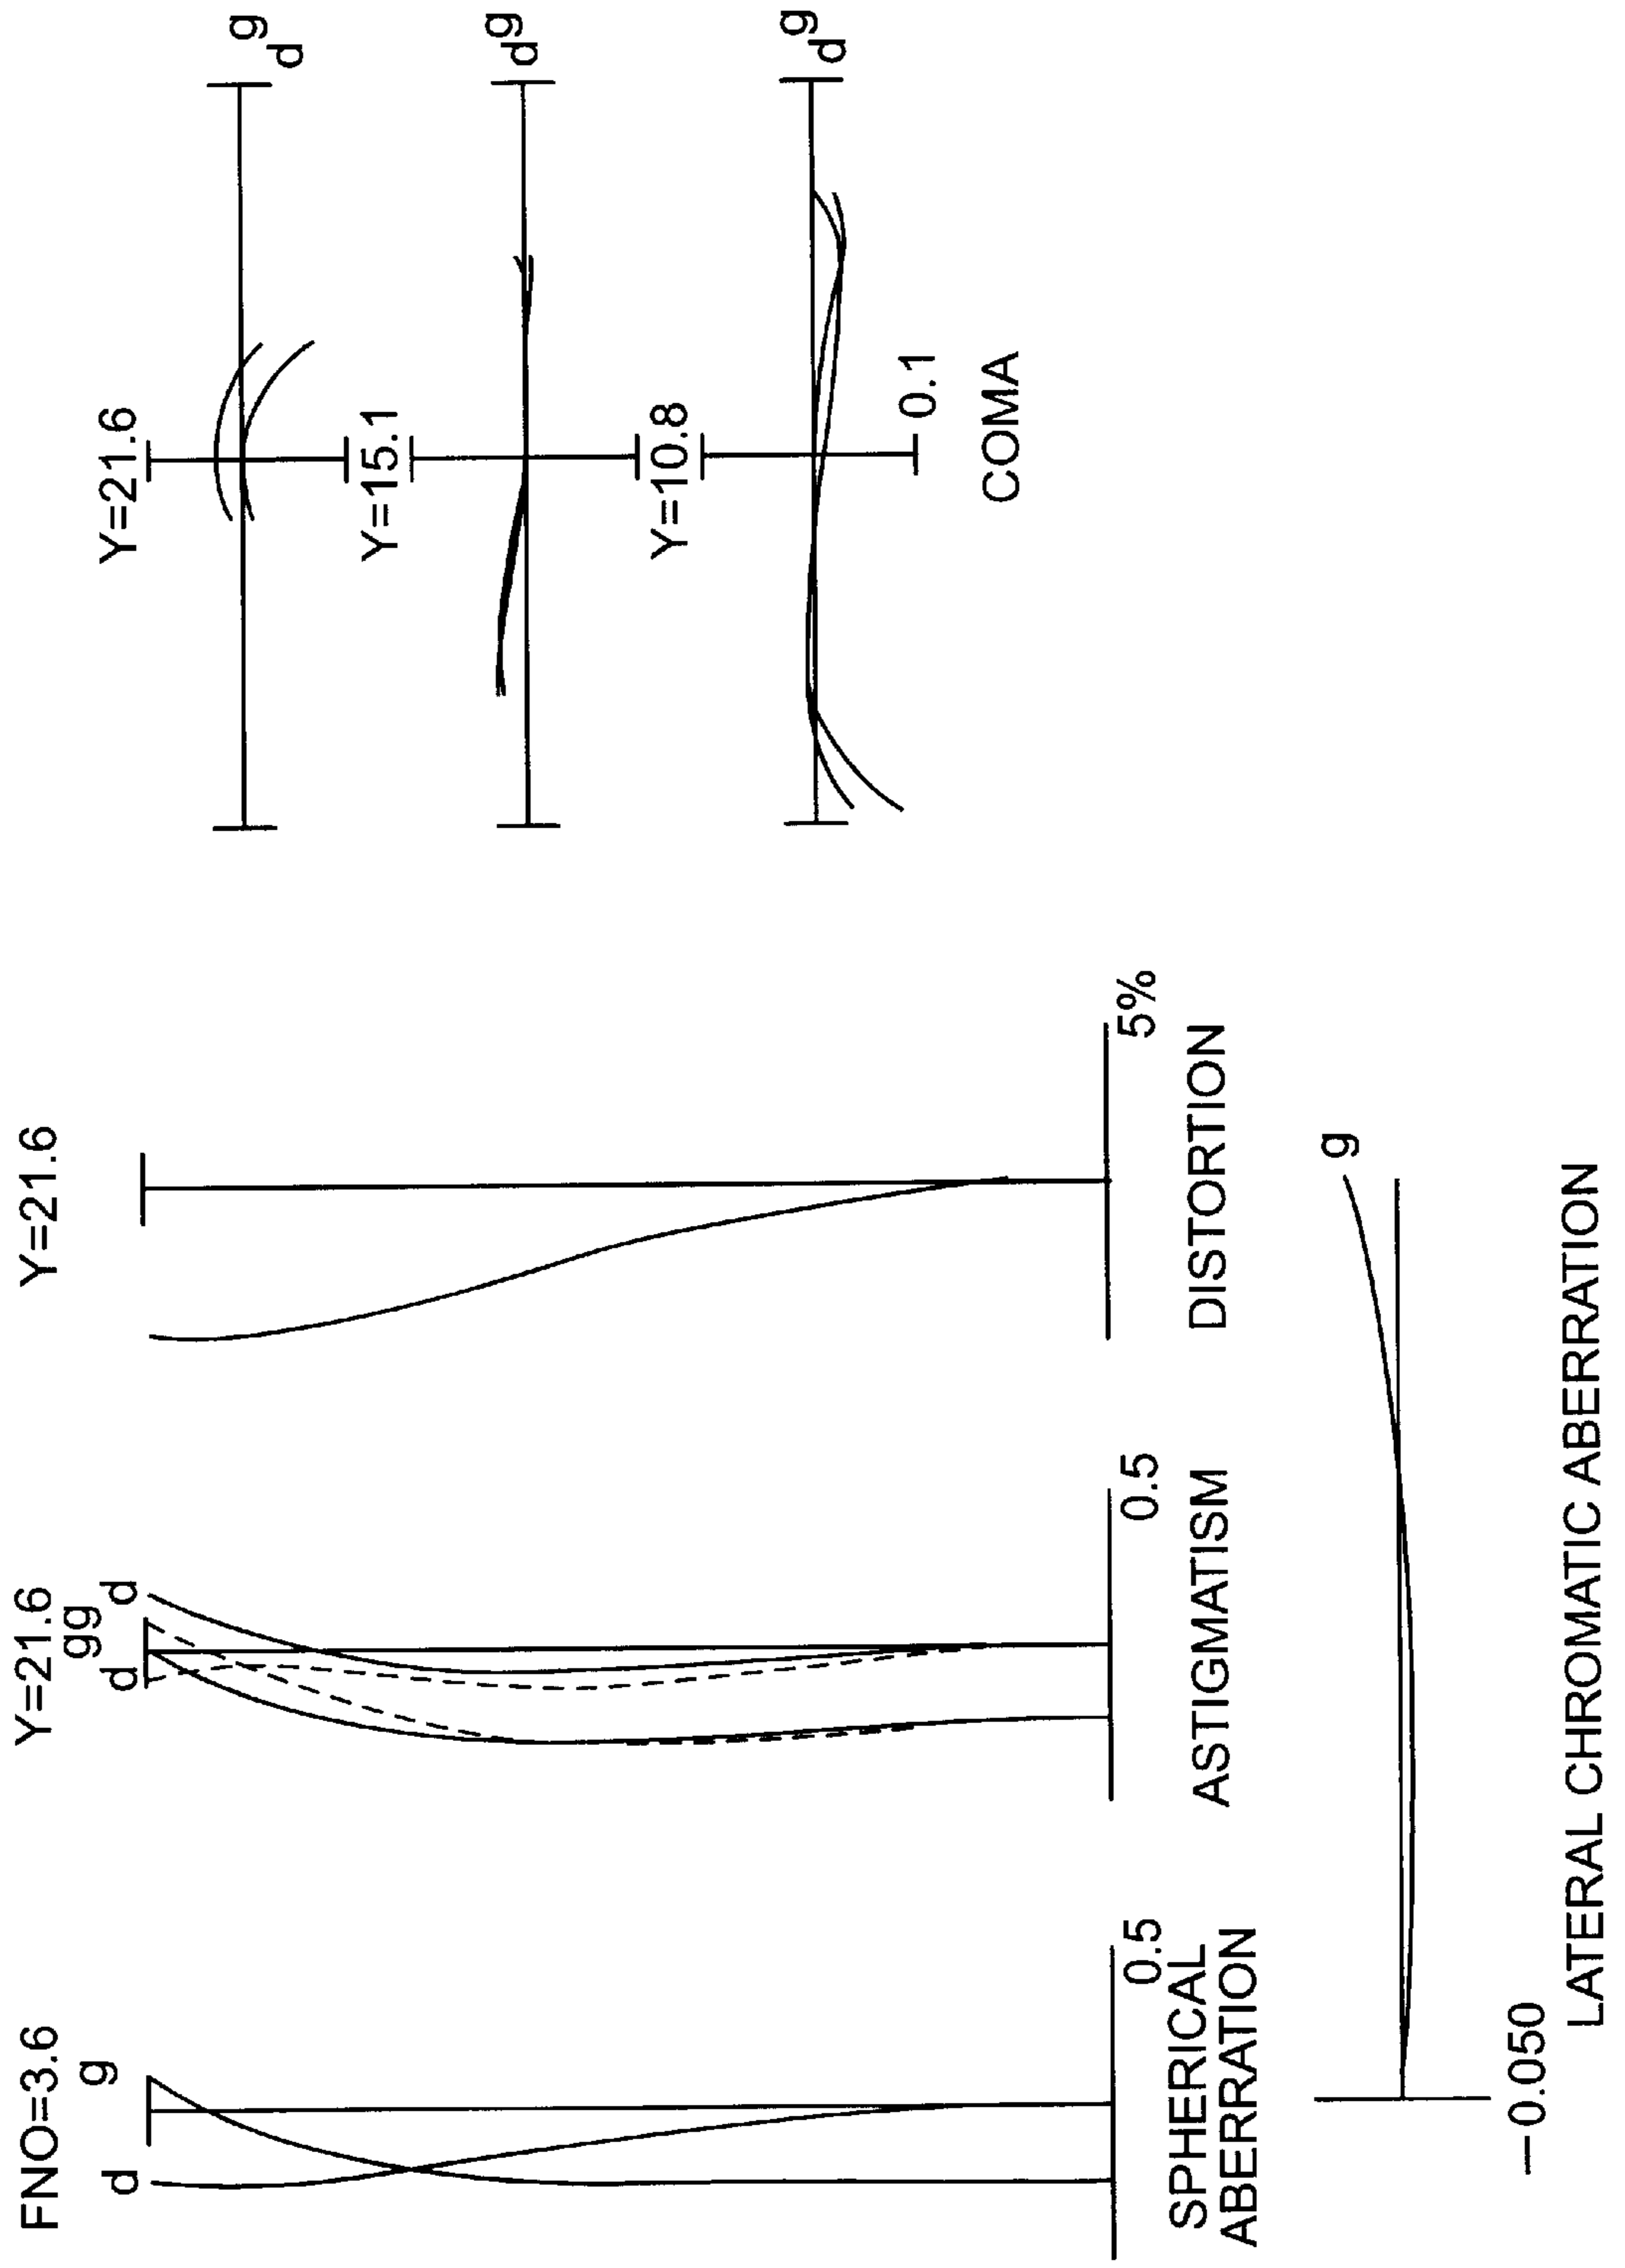 FNO=3.6
g
d
0.5
SPHERICAL
ABERRATION
Y=21.6
gg
d d
0.5
ASTIGMATISM
Y=21.6
5%
DISTORTION
Y=21.6
g
d
Y=15.1
g
d
Y=10.8
g
d
0.1
COMA
g
—0.050
LATERAL CHROMATIC ABERRATION